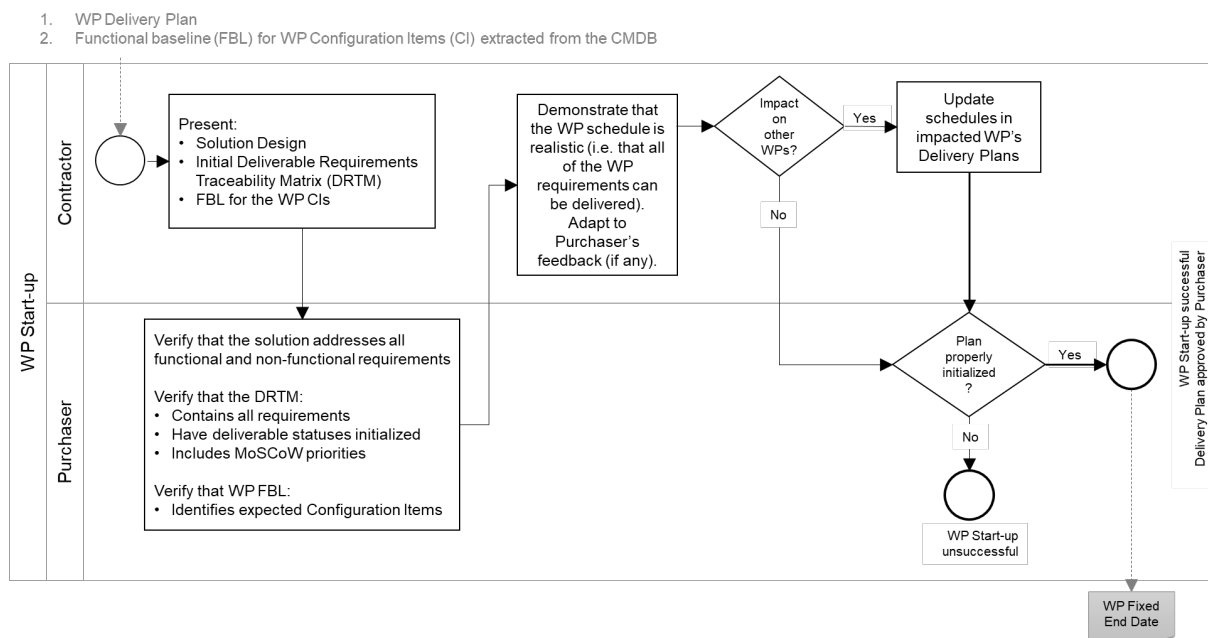 1. WP Delivery Plan
2. Functional baseline (FBL) for WP Configuration Items (CI) extracted from the CMDB
WP Start-up
Contractor
Present:
• Solution Design
• Initial Deliverable Requirements
Traceability Matrix (DRTM)
• FBL for the WP CIs
Demonstrate that
the WP schedule is
realistic (i.e. that all
of the WP
requirements can
be delivered).
Adapt to
Purchaser's
feedback (if any).
Impact
on
other
WPs?
Yes
No
Update
schedules in
impacted WP's
Delivery Plans
Purchaser
Verify that the solution addresses all
functional and non-functional requirements
Verify that the DRTM:
• Contains all requirements
• Have deliverable statuses initialized
• Includes MoSCoW priorities
Verify that WP FBL:
• Identifies expected Configuration Items
Plan
properly
initialized
?
Yes
No
WP Start-up
unsuccessful
WP Start-up successful
Delivery Plan approved by Purchaser
WP Fixed
End Date